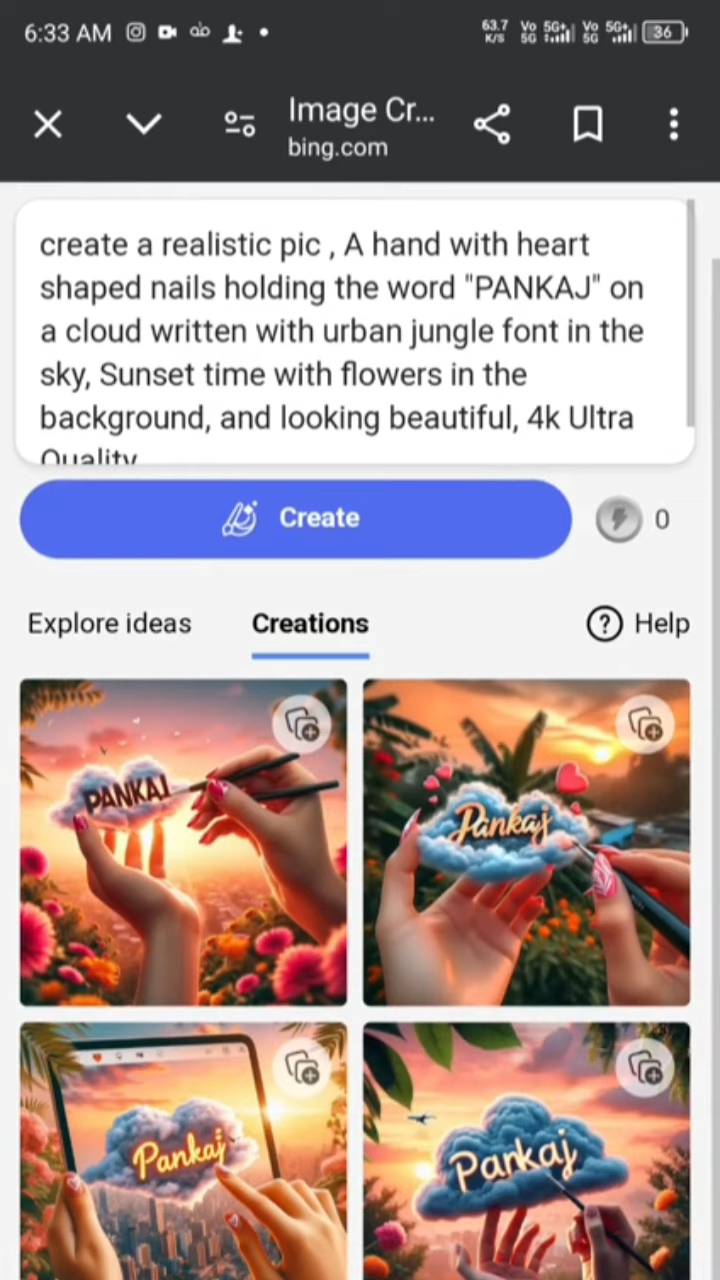 6:33 AM
63.7 K/S Vo 5G 5G+ Vo 5G 5G+ 36
Image Cr...
bing.com
create a realistic pic , A hand with heart
shaped nails holding the word "PANKAJ" on
a cloud written with urban jungle font in the
sky, Sunset time with flowers in the
background, and looking beautiful, 4k Ultra
Quality
Create
0
Explore ideas
Creations
Help
PANKAJ
Pankaj
Pankaj
Pankaj